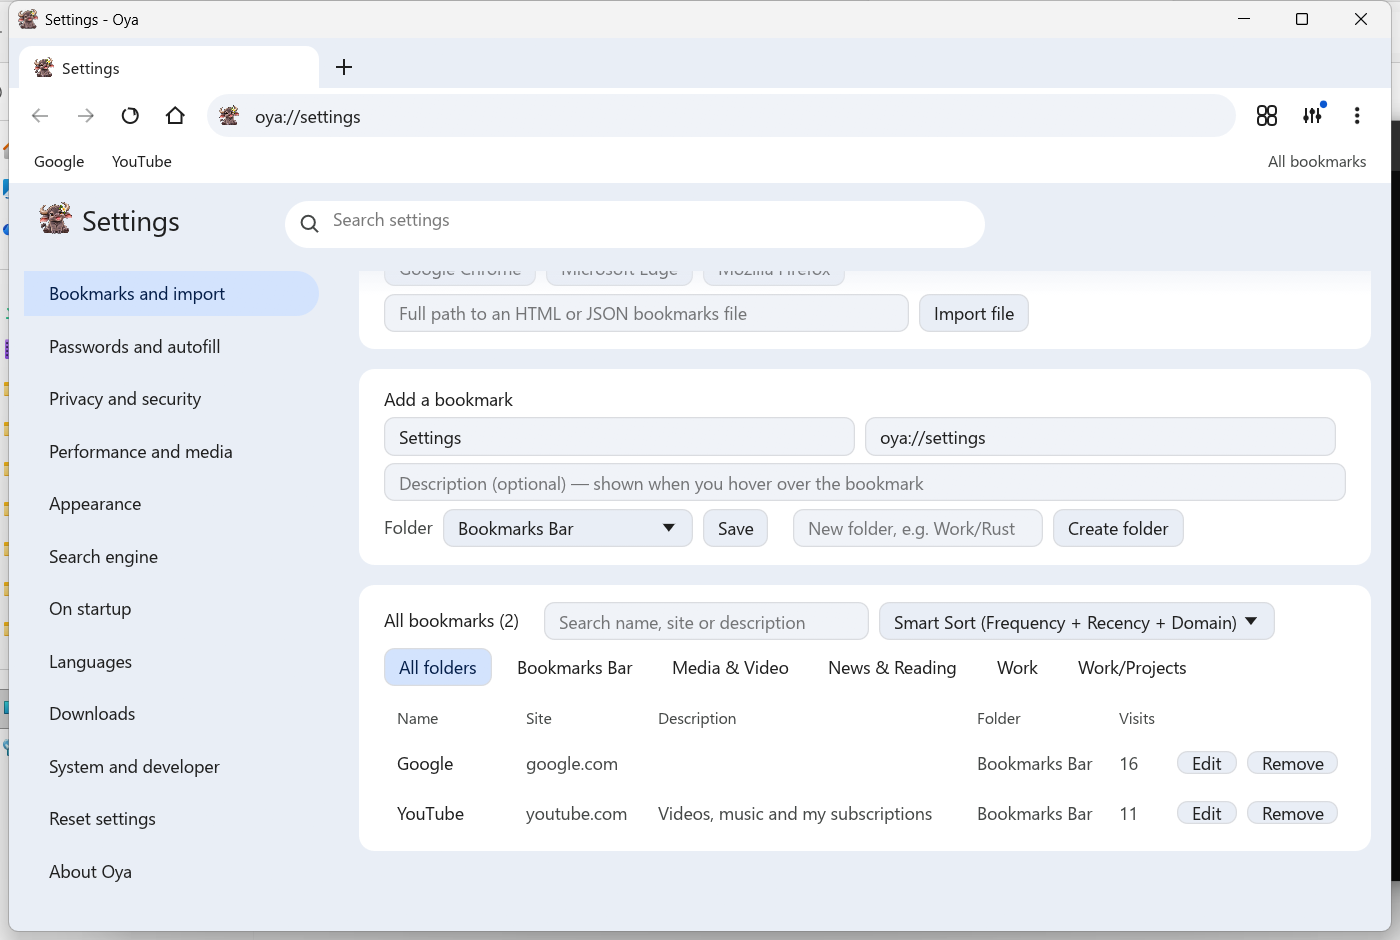 Settings - Oya
Settings
oya://settings
Google YouTube All bookmarks
Settings Search settings
Google Chrome Microsoft Edge Mozilla Firefox
Bookmarks and import
Full path to an HTML or JSON bookmarks file Import file
Passwords and autofill
Privacy and security
Performance and media
Appearance
Search engine
On startup
Languages
Downloads
System and developer
Reset settings
About Oya
Add a bookmark
Settings oya://settings
Description (optional) — shown when you hover over the bookmark
Folder Bookmarks Bar Save New folder, e.g. Work/Rust Create folder
All bookmarks (2) Search name, site or description Smart Sort (Frequency + Recency + Domain)
All folders Bookmarks Bar Media & Video News & Reading Work Work/Projects
Name Site Description Folder Visits
Google google.com Bookmarks Bar 16 Edit Remove
YouTube youtube.com Videos, music and my subscriptions Bookmarks Bar 11 Edit Remove